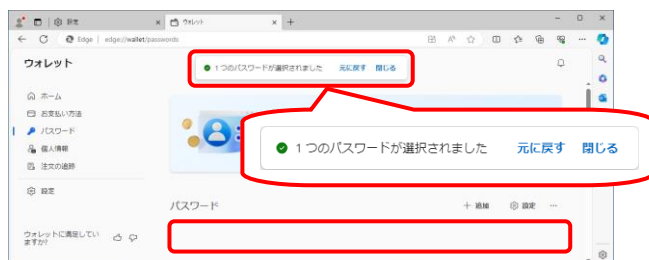 設定
ウォレット
Edge
edge://wallet/passwords
ウォレット
1つのパスワードが選択されました 元に戻す 閉じる
ホーム
お支払い方法
パスワード
個人情報
注文の追跡
設定
1つのパスワードが選択されました 元に戻す 閉じる
パスワード
追加 設定 …
ウォレットに満足してい
ますか?